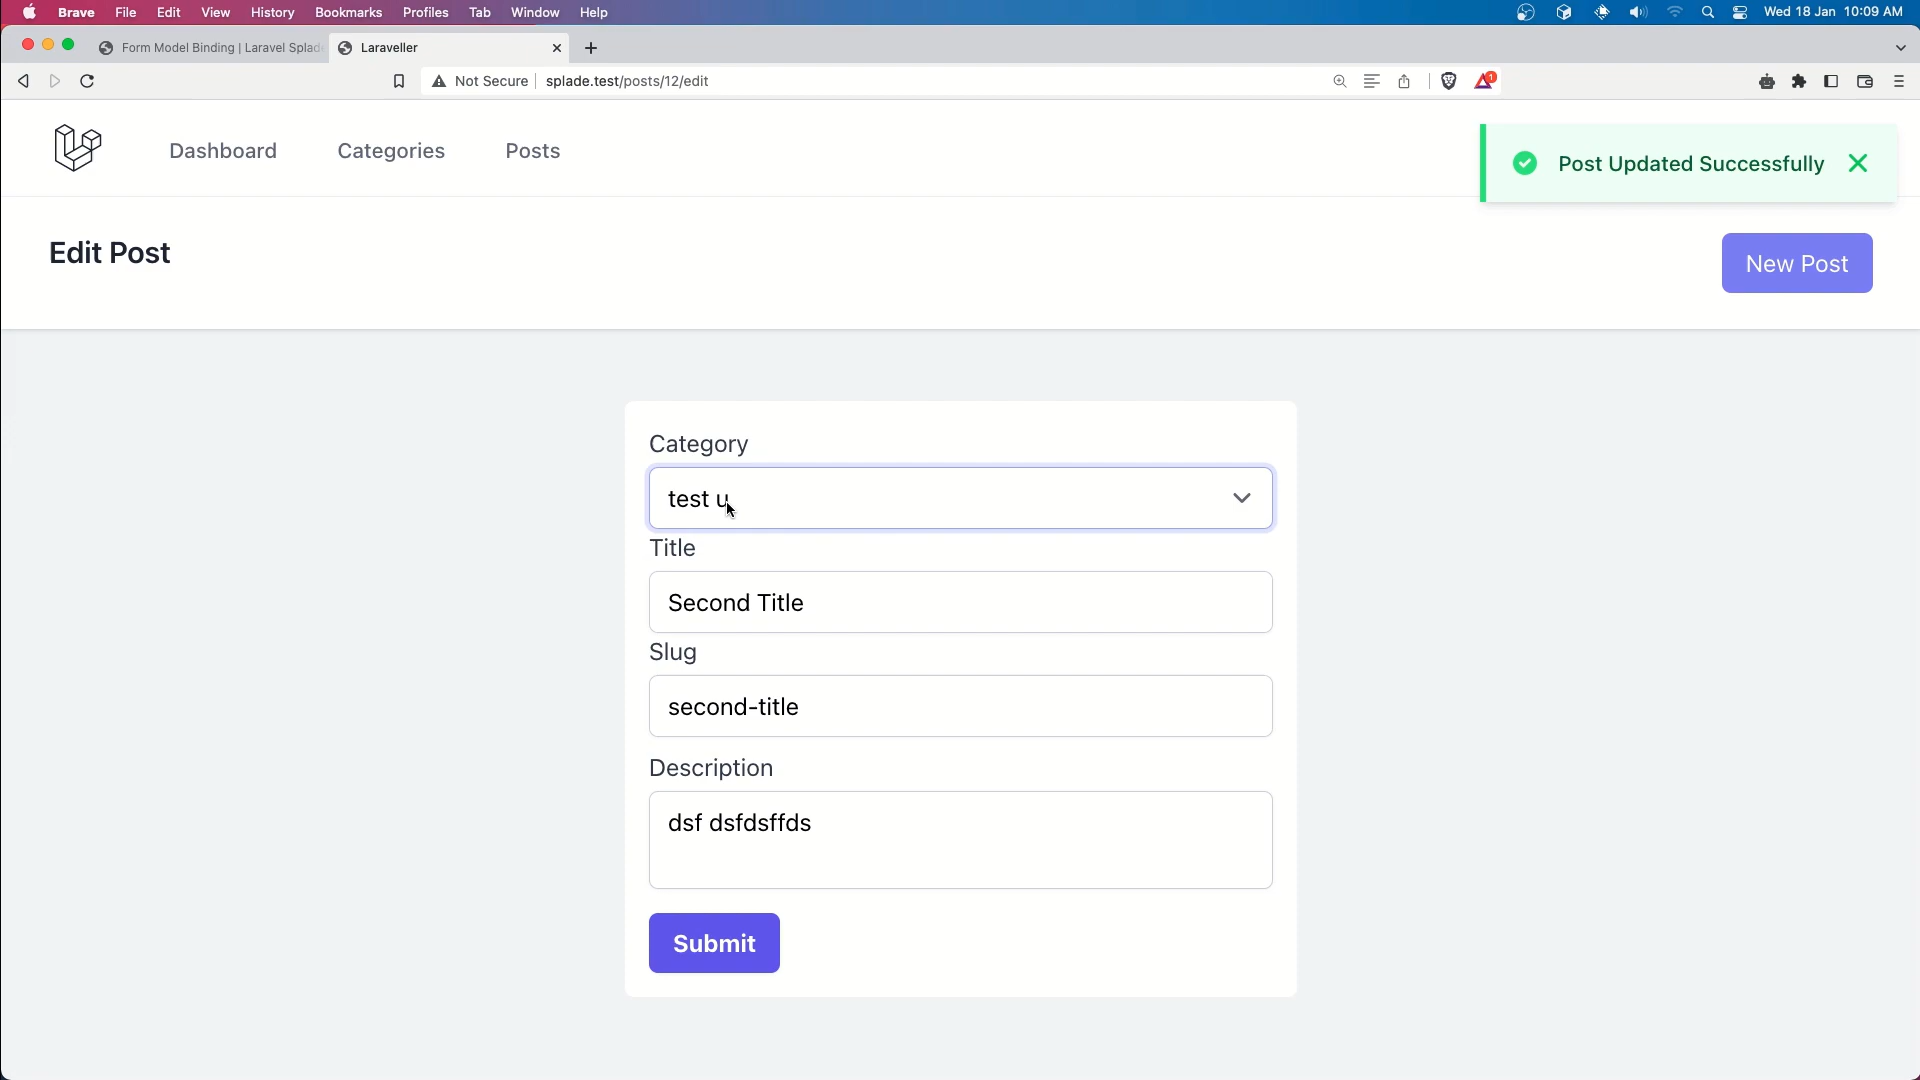 Brave File Edit View History Bookmarks Profiles Tab Window Help Wed 18 Jan 10:09 AM
Form Model Binding | Laravel Splade Laraveller
Not Secure splade.test/posts/12/edit 1
Dashboard Categories Posts
Post Updated Successfully
Edit Post
New Post
Category
test u
Title
Second Title
Slug
second-title
Description
dsf dsfdsffds
Submit